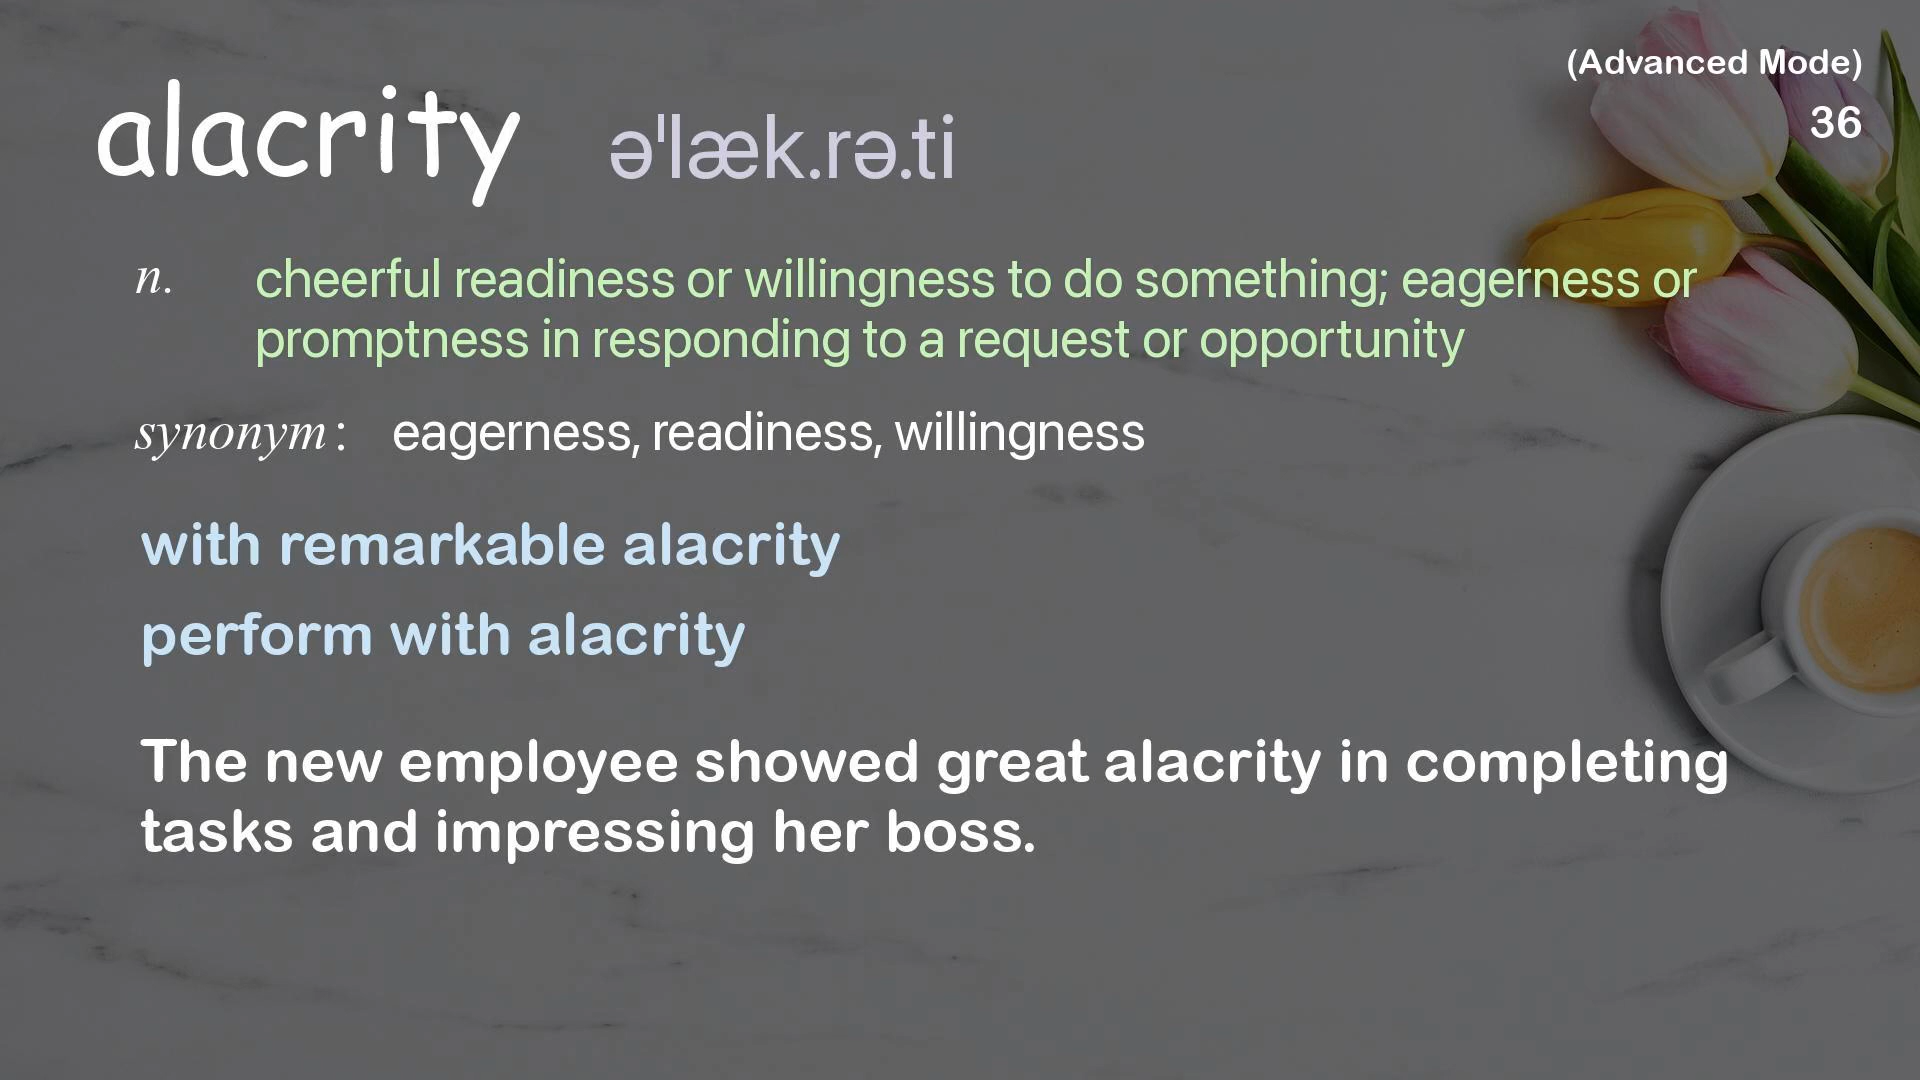 (Advanced Mode)
36
alacrity əˈlæk.rə.ti
n. cheerful readiness or willingness to do something; eagerness or
promptness in responding to a request or opportunity
synonym: eagerness, readiness, willingness
with remarkable alacrity
perform with alacrity
The new employee showed great alacrity in completing
tasks and impressing her boss.